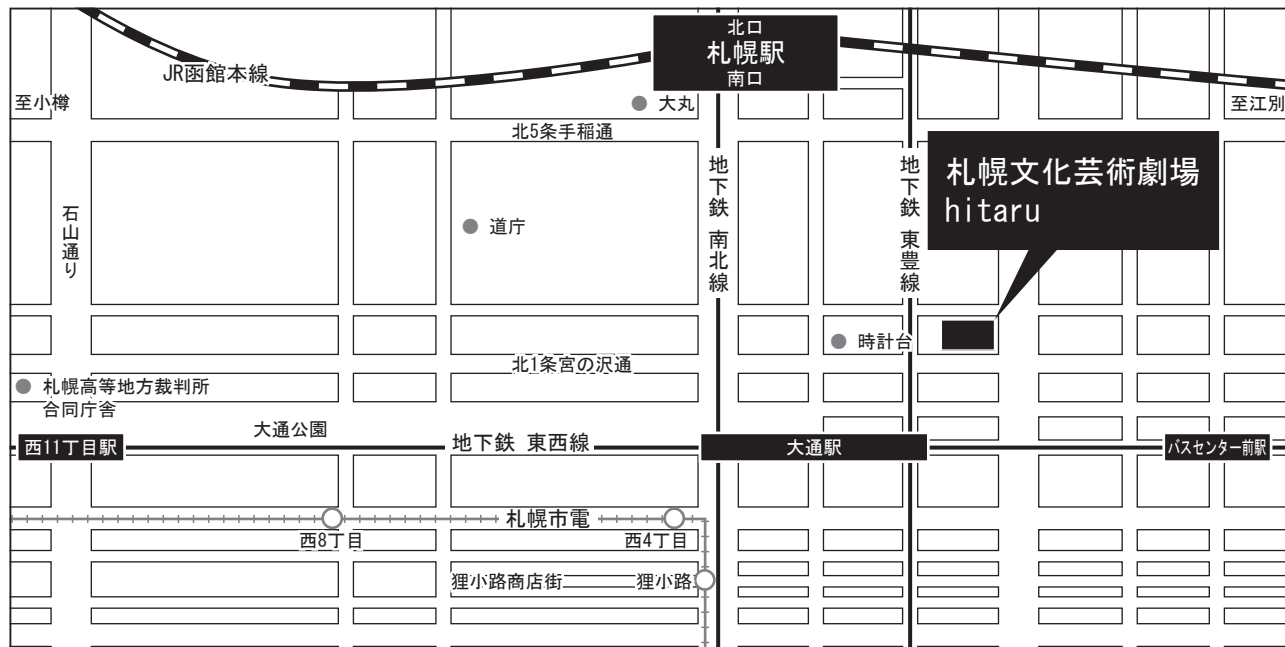 北口
札幌駅
南口
JR函館本線
至小樽
大丸
至江別
北5条手稲通
地下鉄 南北線
地下鉄 東豊線
札幌文化芸術劇場
hitaru
石山通り
道庁
時計台
北1条宮の沢通
札幌高等地方裁判所
合同庁舎
大通公園
西11丁目駅
地下鉄 東西線
大通駅
バスセンター前駅
札幌市電
西8丁目
西4丁目
狸小路商店街
狸小路